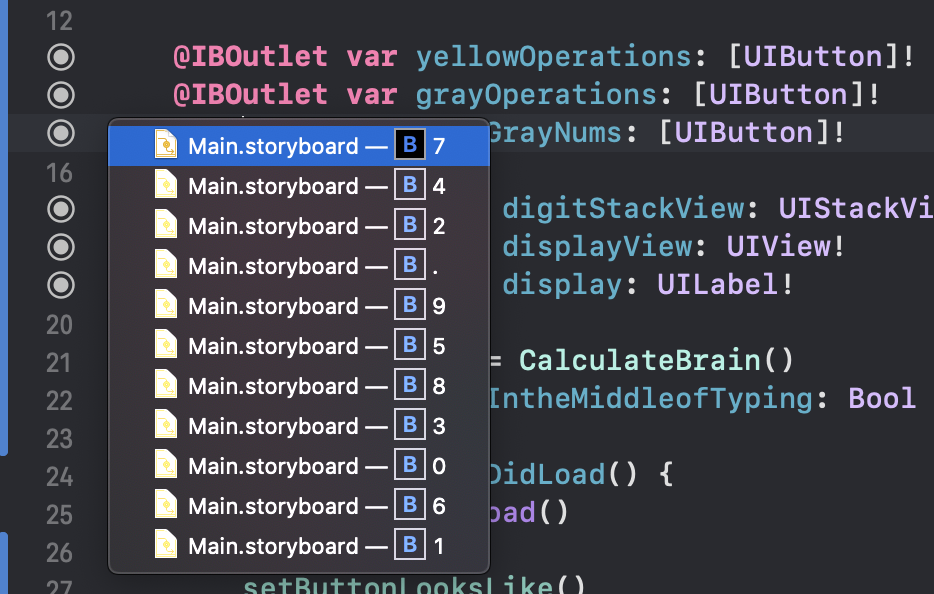 12
@IBOutlet var yellowOperations: [UIButton]!
@IBOutlet var grayOperations: [UIButton]!
GrayNums: [UIButton]!
Main.storyboard — B 7
16
Main.storyboard — B 4
digitStackView: UIStackVi
Main.storyboard — B 2
displayView: UIView!
Main.storyboard — B .
display: UILabel!
Main.storyboard — B 9
20
Main.storyboard — B 5
21
= CalculateBrain()
Main.storyboard — B 8
22
IntheMiddleofTyping: Bool
Main.storyboard — B 3
23
Main.storyboard — B 0
24
DidLoad() {
Main.storyboard — B 6
25
oad()
Main.storyboard — B 1
26
27
setButtonLooksLike()